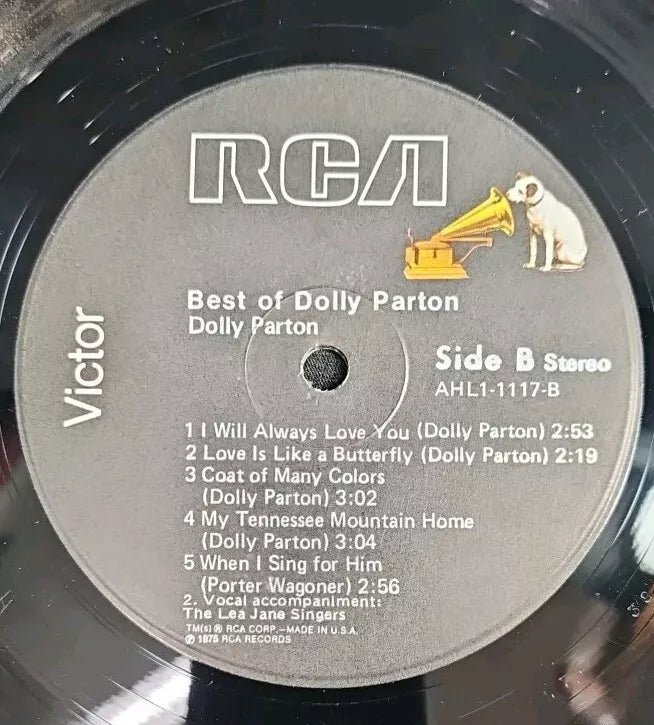 RCA
Victor
Best of Dolly Parton
Dolly Parton
Side B Stereo
AHL1-1117-B
1 I Will Always Love You (Dolly Parton) 2:53
2 Love Is Like a Butterfly (Dolly Parton) 2:19
3 Coat of Many Colors
(Dolly Parton) 3:02
4 My Tennessee Mountain Home
(Dolly Parton) 3:04
5 When I Sing for Him
(Porter Wagoner) 2:56
2. Vocal accompaniment:
The Lea Jane Singers
TM(s) ® RCA CORP.—MADE IN U.S.A.
℗ 1975 RCA RECORDS